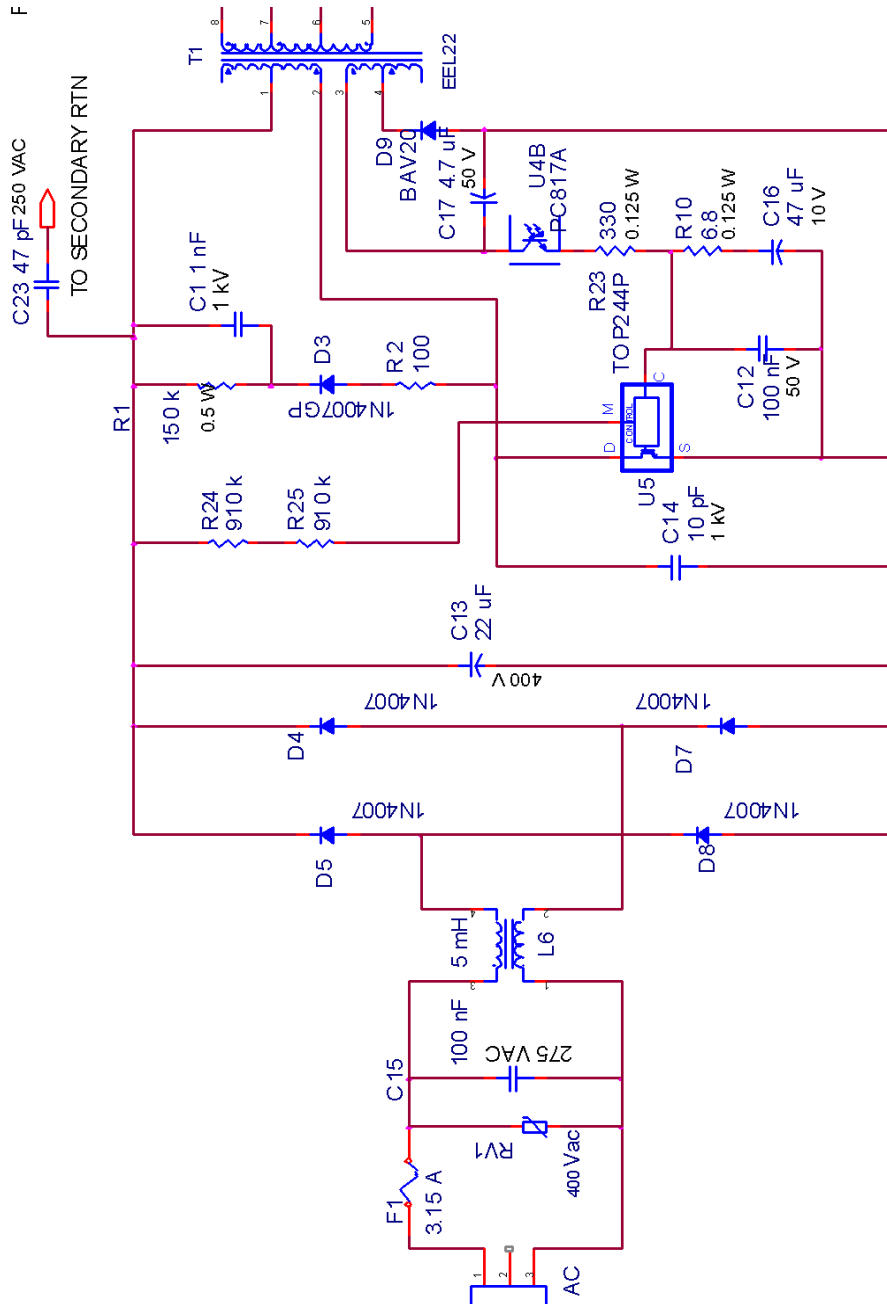 F
8
7
6
5
T1
EEL22
1
2
3
4
C23 47 pF 250 VAC
TO SECONDARY RTN
D9
BAV20
C17 4.7 uF
50 V
U4B
PC817A
C1 1 nF
1 kV
R1
150 k
0.5 W
D3
1N4007GP
R2
100
R23
330
0.125 W
R10
6.8
0.125 W
C16
47 uF
10 V
TOP244P
C12
100 nF
50 V
M
C
D
S
CONTROL
U5
R24
910 k
R25
910 k
C14
10 pF
1 kV
C13
22 uF
400 V
D4
1N4007
D7
1N4007
D5
1N4007
D8
1N4007
5 mH
L6
4
2
3
1
C15
100 nF
275 VAC
RV1
400 Vac
F1
3.15 A
1
2
3
AC